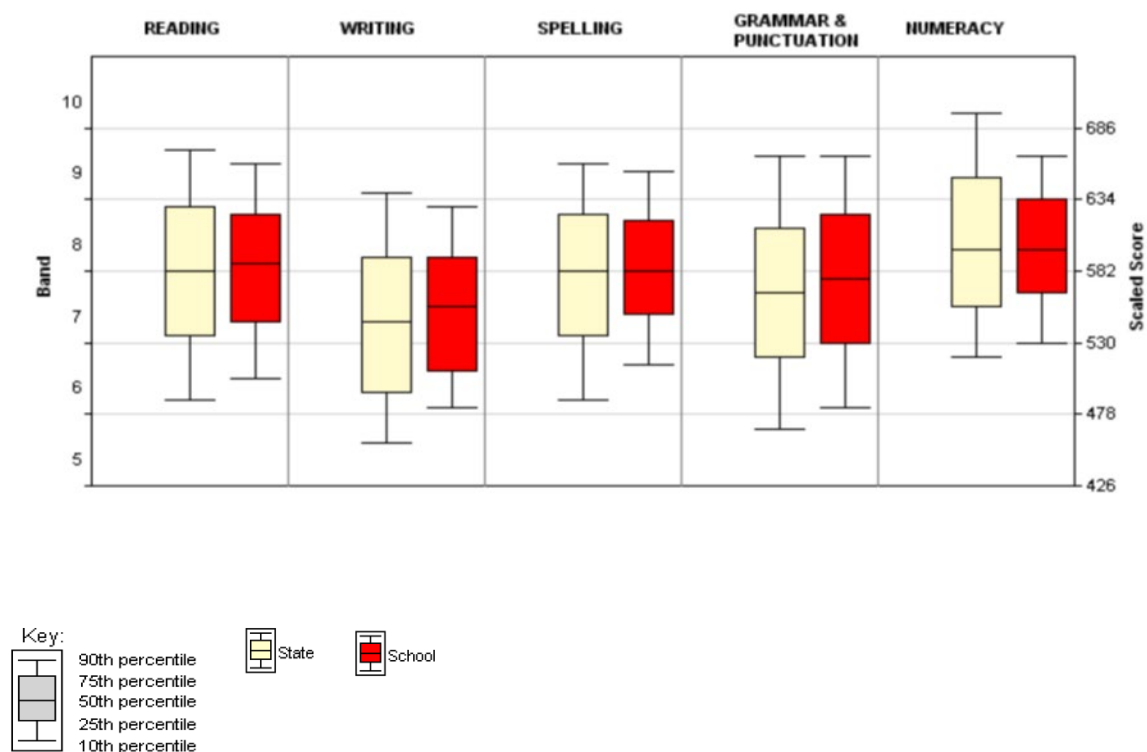 READING
WRITING
SPELLING
GRAMMAR &
PUNCTUATION
NUMERACY
10
9
8
7
6
5
Band
686
634
582
530
478
426
Scaled Score
Key:
90th percentile
75th percentile
50th percentile
25th percentile
10th percentile
State
School